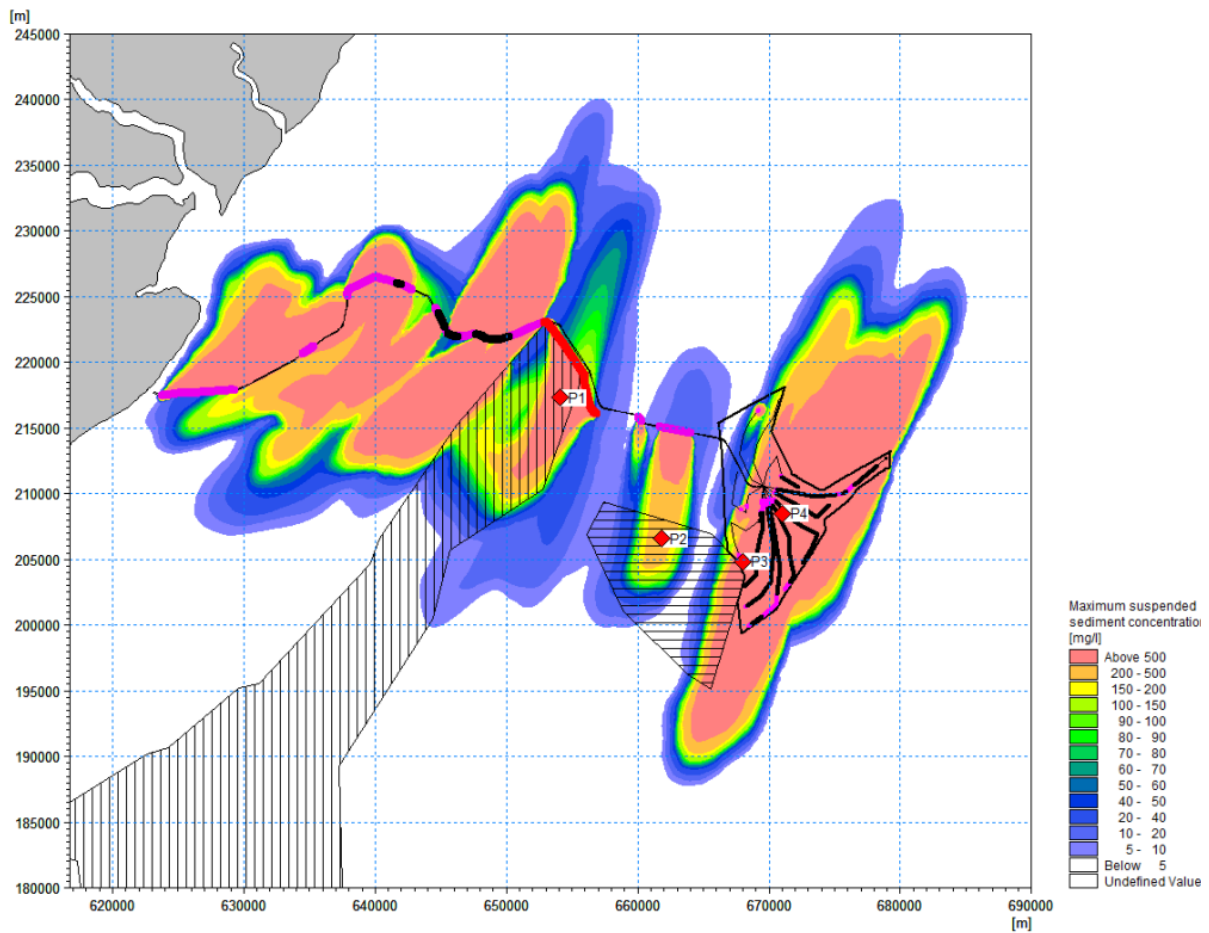 [m]
245000
240000
235000
230000
225000
220000
215000
210000
205000
200000
195000
190000
185000
180000
620000 630000 640000 650000 660000 670000 680000 690000
[m]
P1
P2
P3
P4
Maximum suspended
sediment concentratio
[mg/l]
Above 500
200 - 500
150 - 200
100 - 150
90 - 100
80 - 90
70 - 80
60 - 70
50 - 60
40 - 50
20 - 40
10 - 20
5 - 10
Below 5
Undefined Value